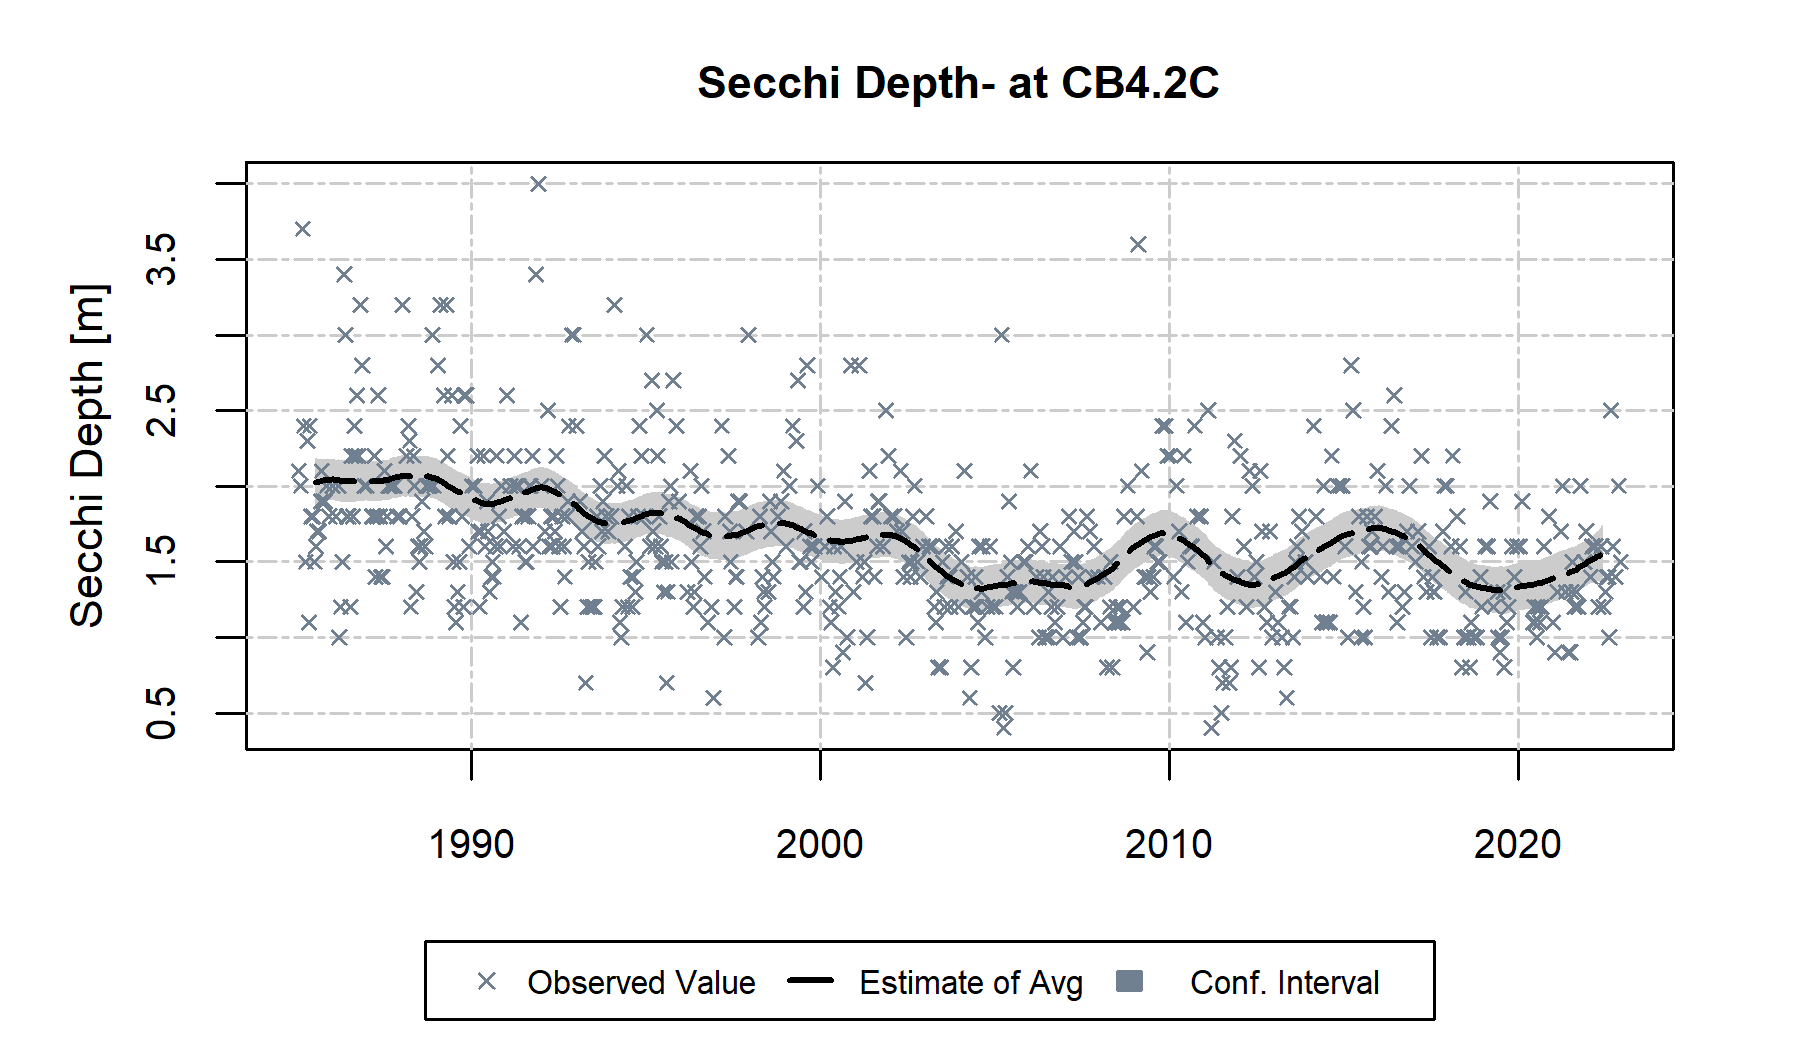 Secchi Depth- at CB4.2C
Secchi Depth [m]
3.5
2.5
1.5
0.5
1990 2000 2010 2020
Observed Value Estimate of Avg Conf. Interval